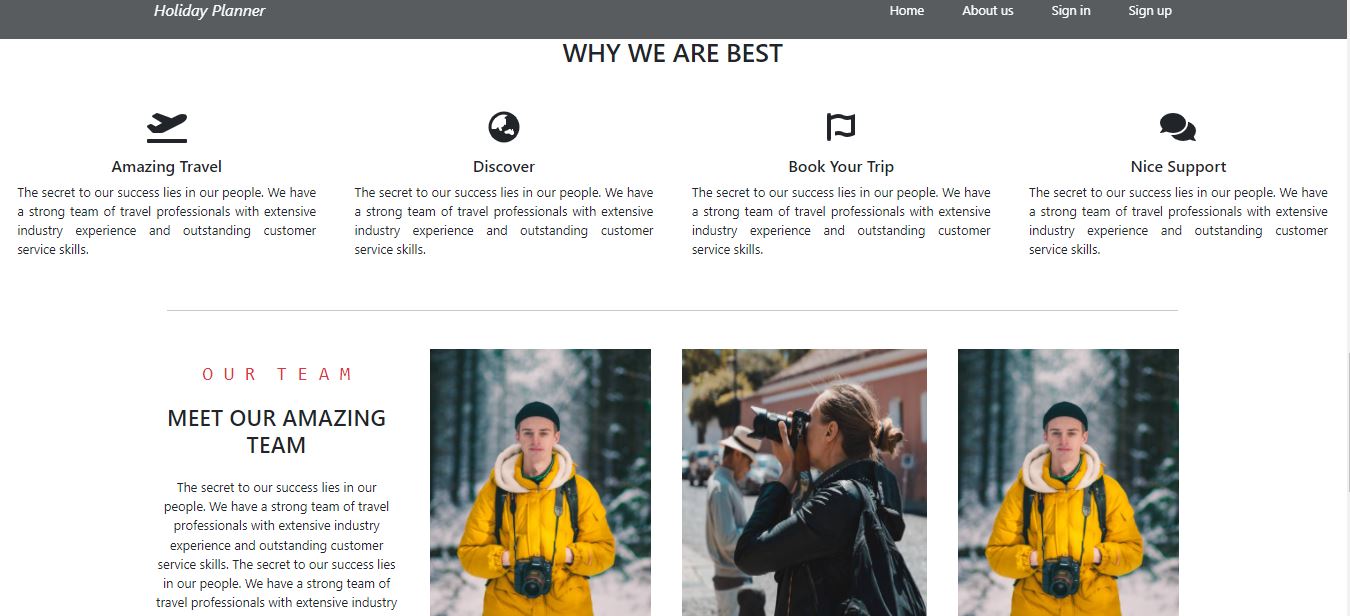 Holiday Planner
Home About us Sign in Sign up
WHY WE ARE BEST
Amazing Travel
The secret to our success lies in our people. We have
a strong team of travel professionals with extensive
industry experience and outstanding customer
service skills.
Discover
The secret to our success lies in our people. We have
a strong team of travel professionals with extensive
industry experience and outstanding customer
service skills.
Book Your Trip
The secret to our success lies in our people. We have
a strong team of travel professionals with extensive
industry experience and outstanding customer
service skills.
Nice Support
The secret to our success lies in our people. We have
a strong team of travel professionals with extensive
industry experience and outstanding customer
service skills.
OUR TEAM
MEET OUR AMAZING
TEAM
The secret to our success lies in our
people. We have a strong team of travel
professionals with extensive industry
experience and outstanding customer
service skills. The secret to our success lies
in our people. We have a strong team of
travel professionals with extensive industry